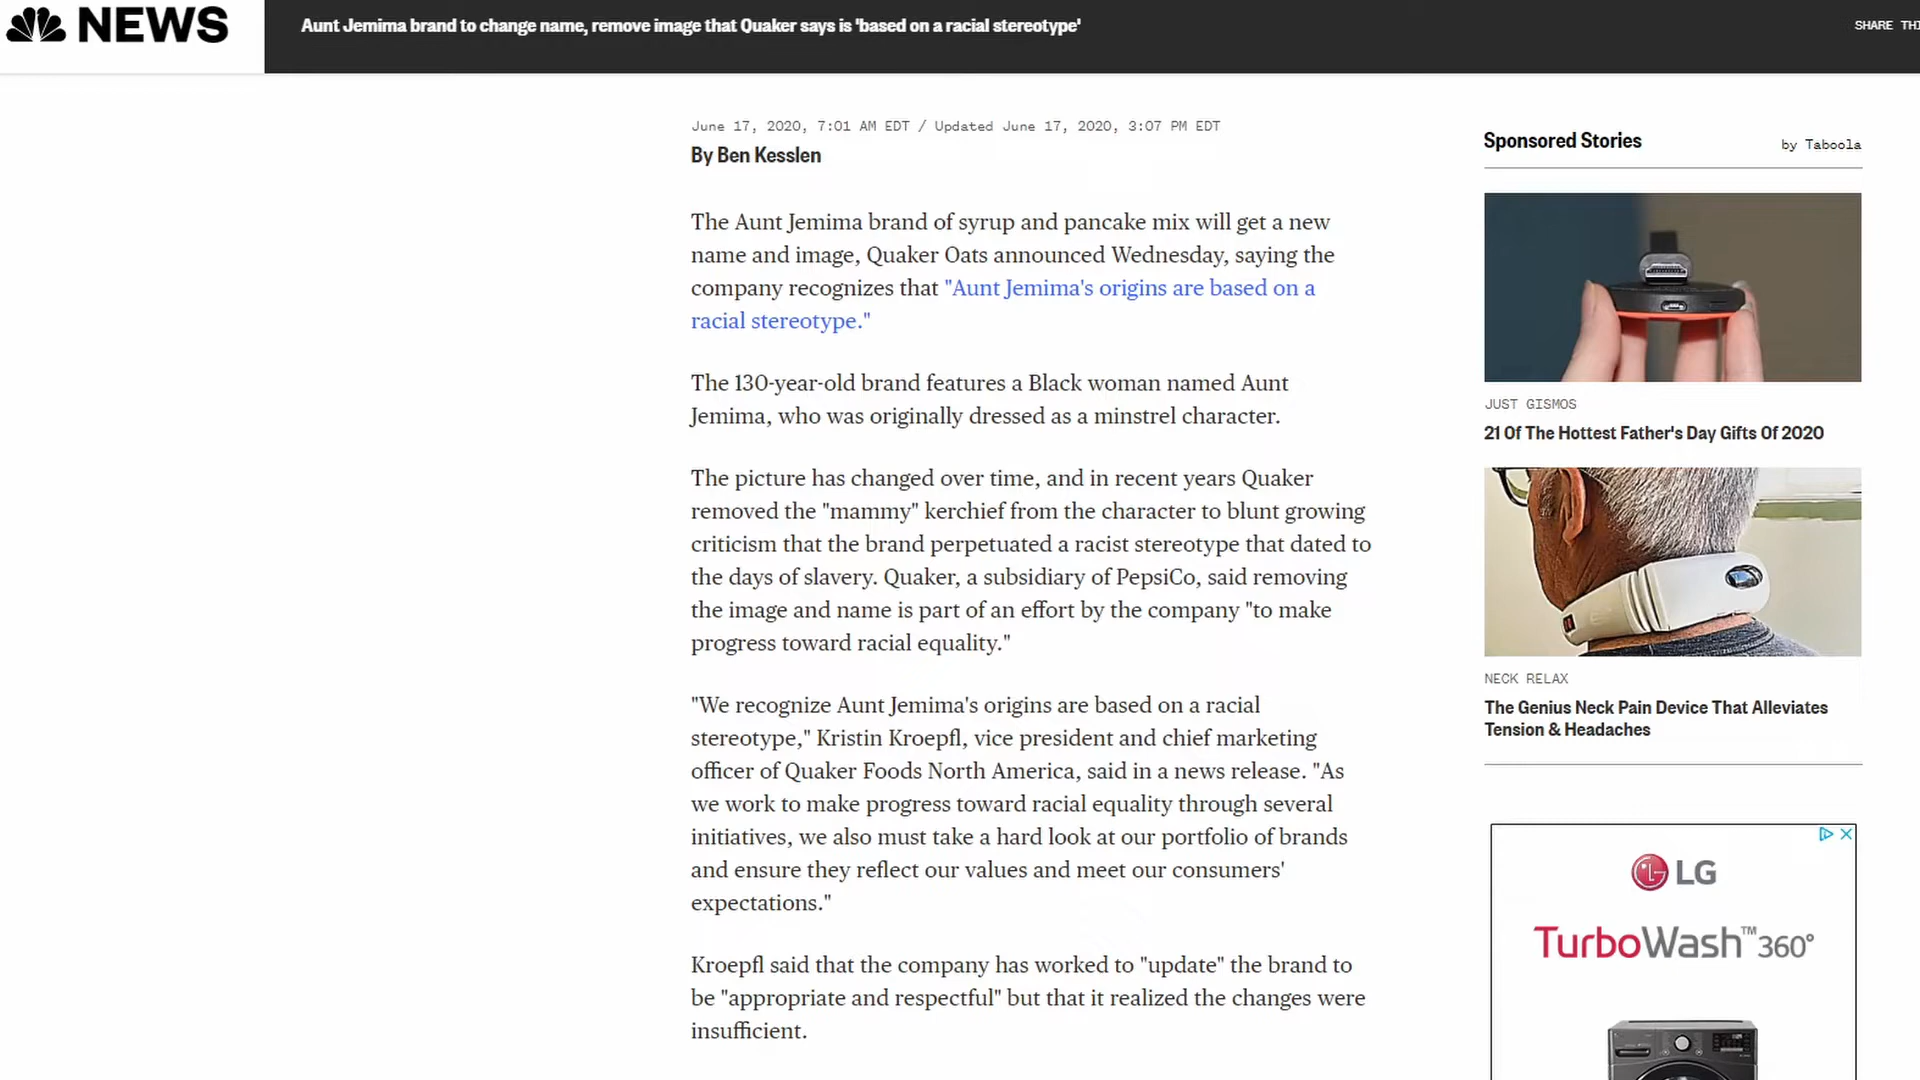 NEWS
Aunt Jemima brand to change name, remove image that Quaker says is 'based on a racial stereotype'
SHARE THI
June 17, 2020, 7:01 AM EDT / Updated June 17, 2020, 3:07 PM EDT
By Ben Kesslen
The Aunt Jemima brand of syrup and pancake mix will get a new
name and image, Quaker Oats announced Wednesday, saying the
company recognizes that "Aunt Jemima's origins are based on a
racial stereotype."
The 130-year-old brand features a Black woman named Aunt
Jemima, who was originally dressed as a minstrel character.
The picture has changed over time, and in recent years Quaker
removed the "mammy" kerchief from the character to blunt growing
criticism that the brand perpetuated a racist stereotype that dated to
the days of slavery. Quaker, a subsidiary of PepsiCo, said removing
the image and name is part of an effort by the company "to make
progress toward racial equality."
"We recognize Aunt Jemima's origins are based on a racial
stereotype," Kristin Kroepfl, vice president and chief marketing
officer of Quaker Foods North America, said in a news release. "As
we work to make progress toward racial equality through several
initiatives, we also must take a hard look at our portfolio of brands
and ensure they reflect our values and meet our consumers'
expectations."
Kroepfl said that the company has worked to "update" the brand to
be "appropriate and respectful" but that it realized the changes were
insufficient.
Sponsored Stories
by Taboola
JUST GISMOS
21 Of The Hottest Father's Day Gifts Of 2020
NECK RELAX
The Genius Neck Pain Device That Alleviates
Tension & Headaches
LG
TurboWash™360°